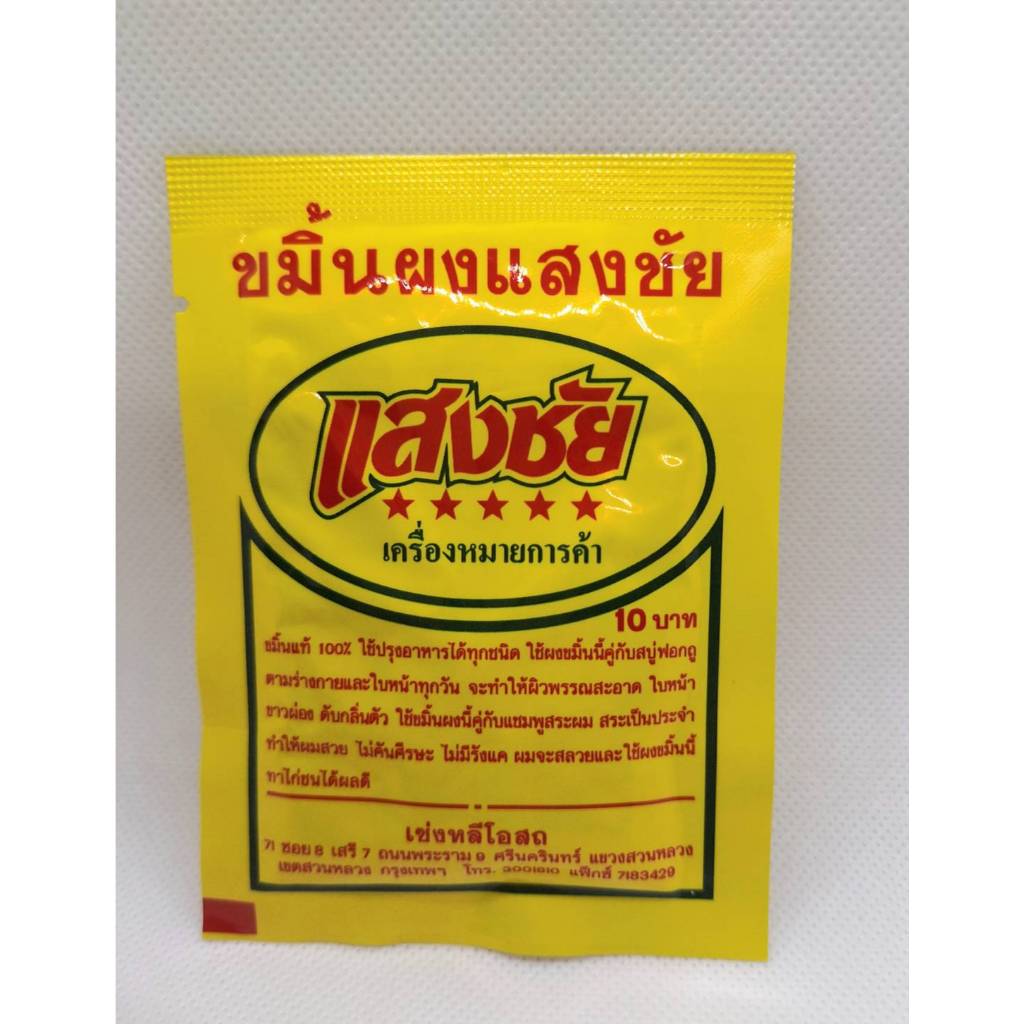 ขมิ้นผงแสงชัย
แสงชัย
เครื่องหมายการค้า
10 บาท
ขมิ้นแท้ 100% ใช้ปรุงอาหารได้ทุกชนิด ใช้ผงขมิ้นนี้คู่กับสบู่ฟอกถู
ตามร่างกายและใบหน้าทุกวัน จะทำให้ผิวพรรณสะอาด ใบหน้า
ขาวผ่อง ดับกลิ่นตัว ใช้ขมิ้นผงนี้คู่กับแชมพูสระผม สระเป็นประจำ
ทำให้ผมสวย ไม่คันศีรษะ ไม่มีรังแค ผมจะสลวยและใช้ผงขมิ้นนี้
ทาไก่ชนได้ผลดี
เซ่งหลีโอสถ
71 ซอย 8 เสรี 7 ถนนพระราม 9 ศรีนครินทร์ แขวงสวนหลวง
เขตสวนหลวง กรุงเทพฯ โทร. แฟ็กซ์ 7183429